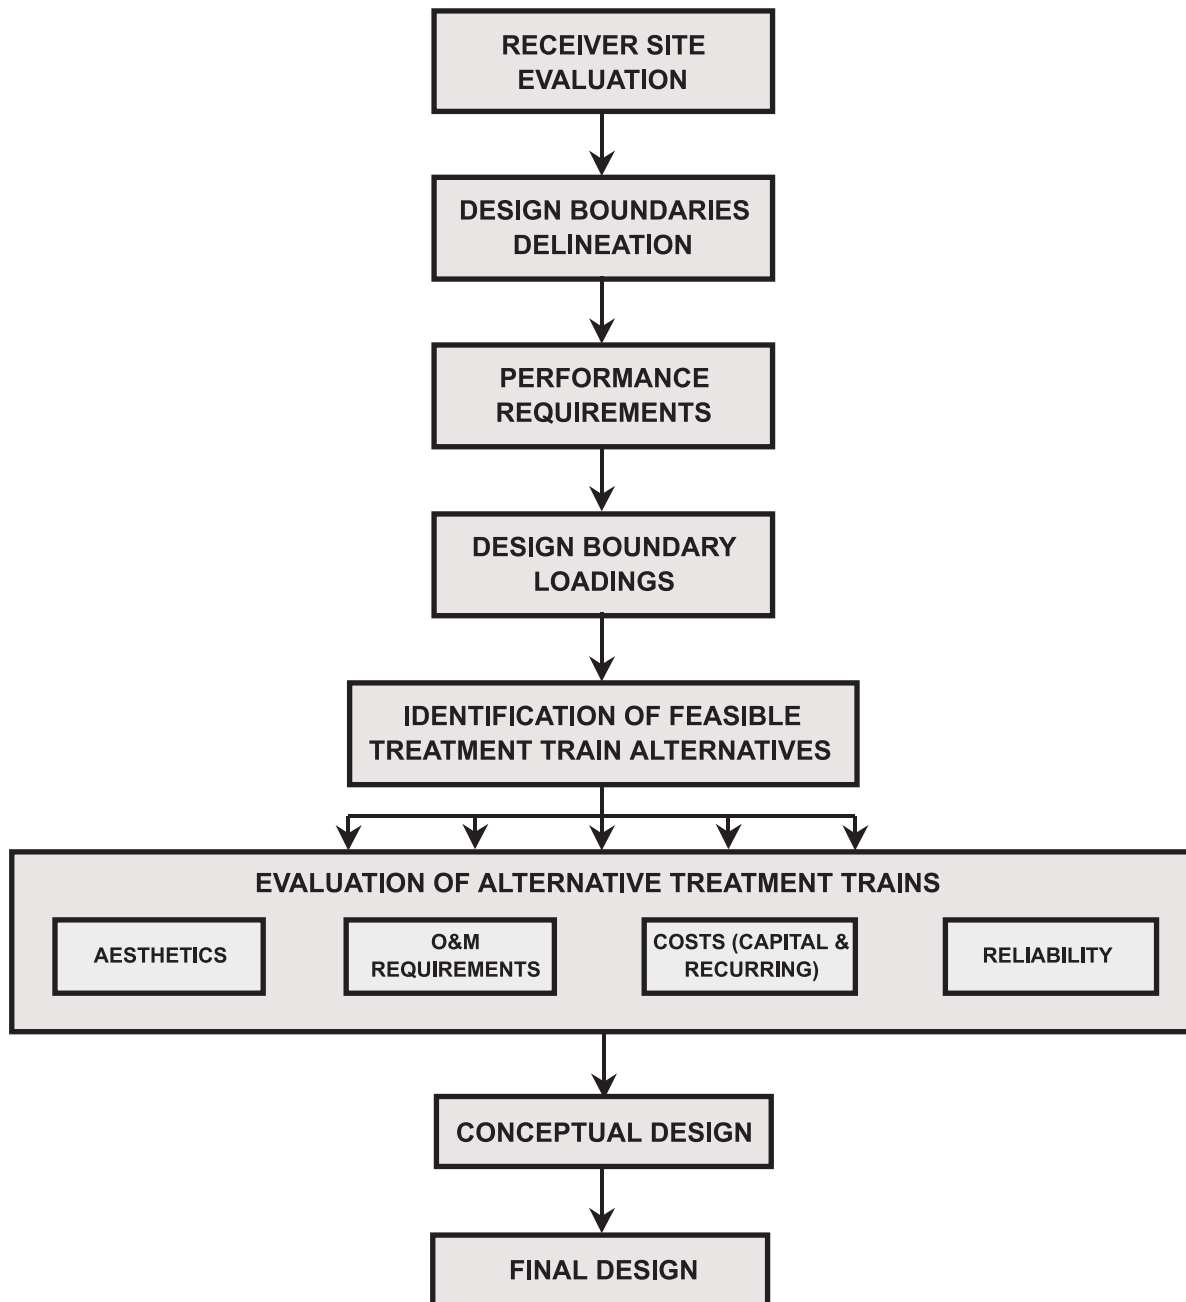 RECEIVER SITE
EVALUATION
DESIGN BOUNDARIES
DELINEATION
PERFORMANCE
REQUIREMENTS
DESIGN BOUNDARY
LOADINGS
IDENTIFICATION OF FEASIBLE
TREATMENT TRAIN ALTERNATIVES
EVALUATION OF ALTERNATIVE TREATMENT TRAINS
AESTHETICS
O&M
REQUIREMENTS
COSTS (CAPITAL &
RECURRING)
RELIABILITY
CONCEPTUAL DESIGN
FINAL DESIGN